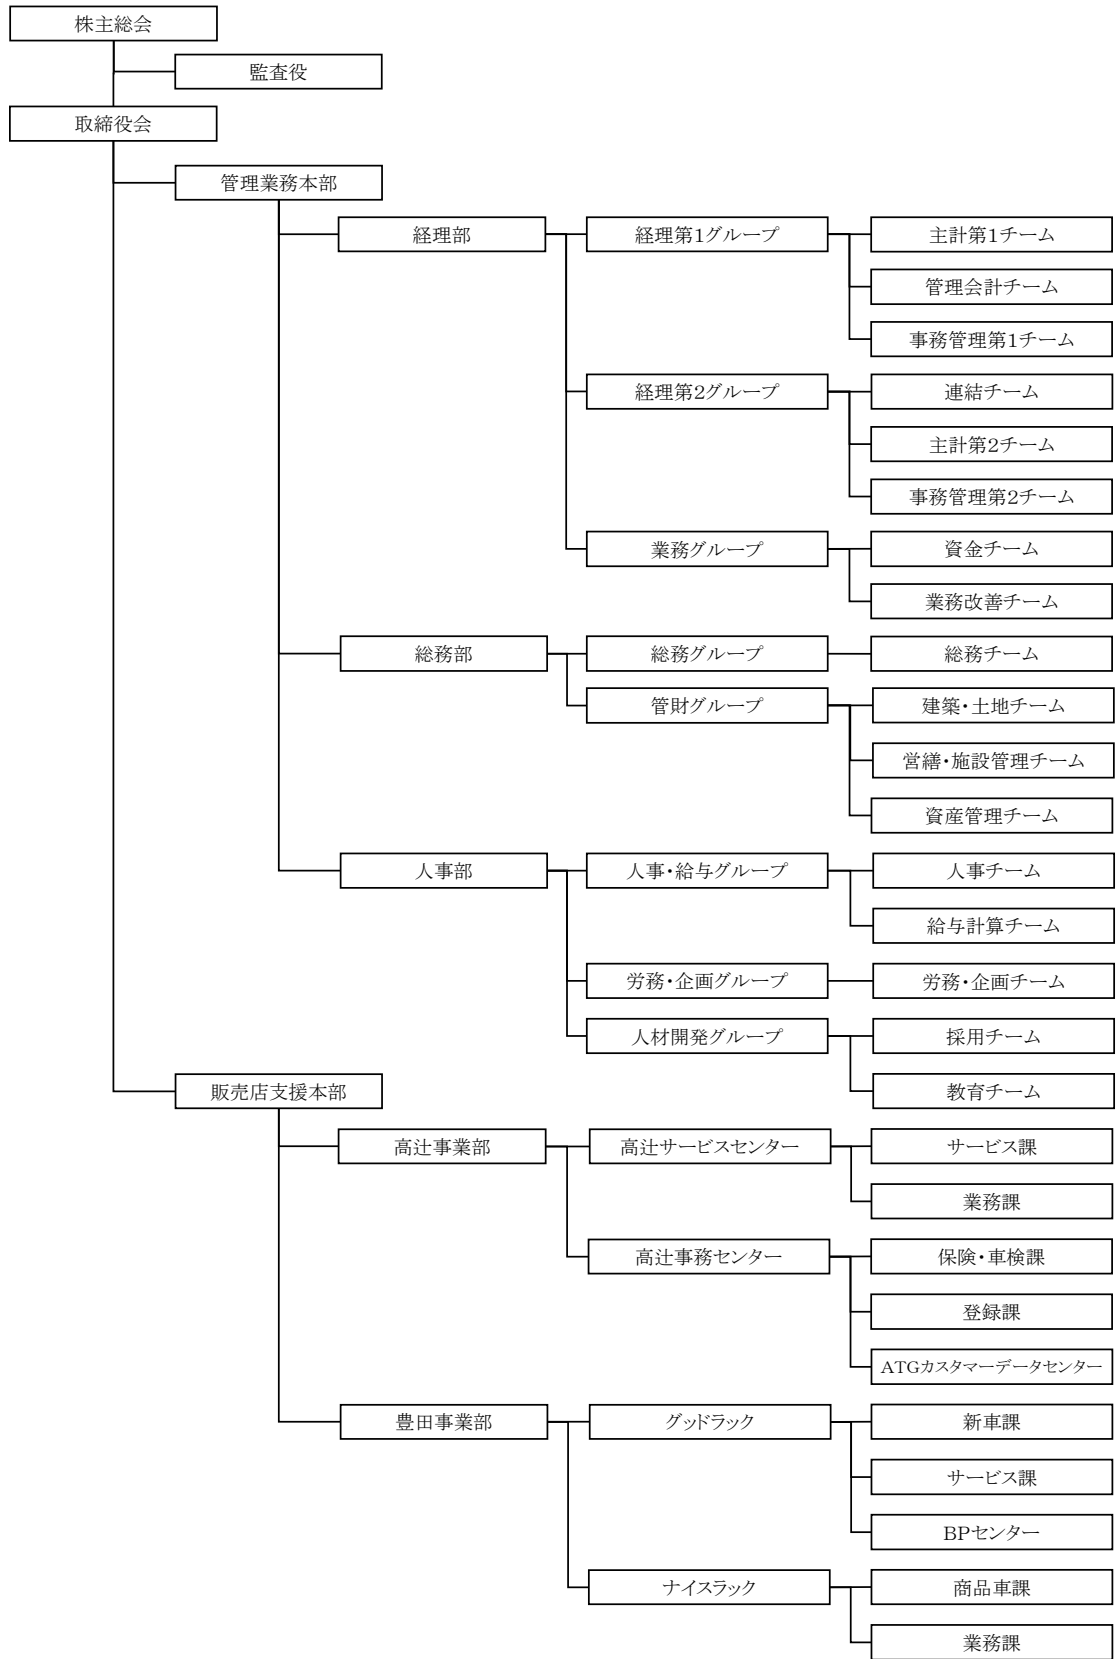 株主総会
監査役
取締役会
管理業務本部
経理部
経理第1グループ
主計第1チーム
管理会計チーム
事務管理第1チーム
経理第2グループ
連結チーム
主計第2チーム
事務管理第2チーム
業務グループ
資金チーム
業務改善チーム
総務部
総務グループ
総務チーム
管財グループ
建築・土地チーム
営繕・施設管理チーム
資産管理チーム
人事部
人事・給与グループ
人事チーム
給与計算チーム
労務・企画グループ
労務・企画チーム
人材開発グループ
採用チーム
教育チーム
販売店支援本部
高辻事業部
高辻サービスセンター
サービス課
業務課
高辻事務センター
保険・車検課
登録課
ATGカスタマーデータセンター
豊田事業部
グッドラック
新車課
サービス課
BPセンター
ナイスラック
商品車課
業務課